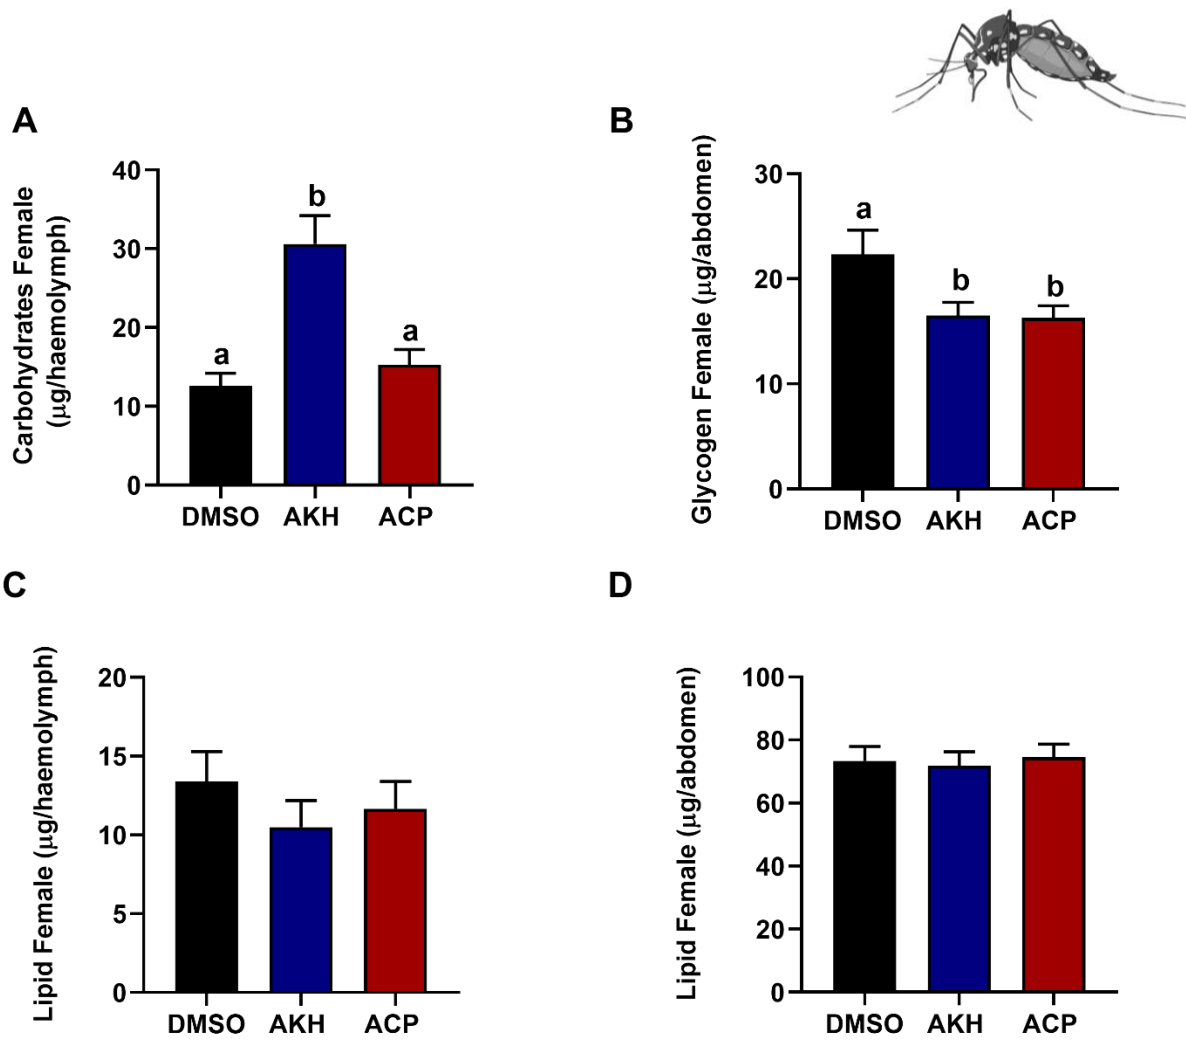 A
Carbohydrates Female
(μg/haemolymph)
40
30
20
10
0
a
b
a
DMSO
AKH
ACP
B
Glycogen Female (μg/abdomen)
30
20
10
0
a
b
b
DMSO
AKH
ACP
C
Lipid Female (μg/haemolymph)
20
15
10
5
0
DMSO
AKH
ACP
D
Lipid Female (μg/abdomen)
100
80
60
40
20
0
DMSO
AKH
ACP